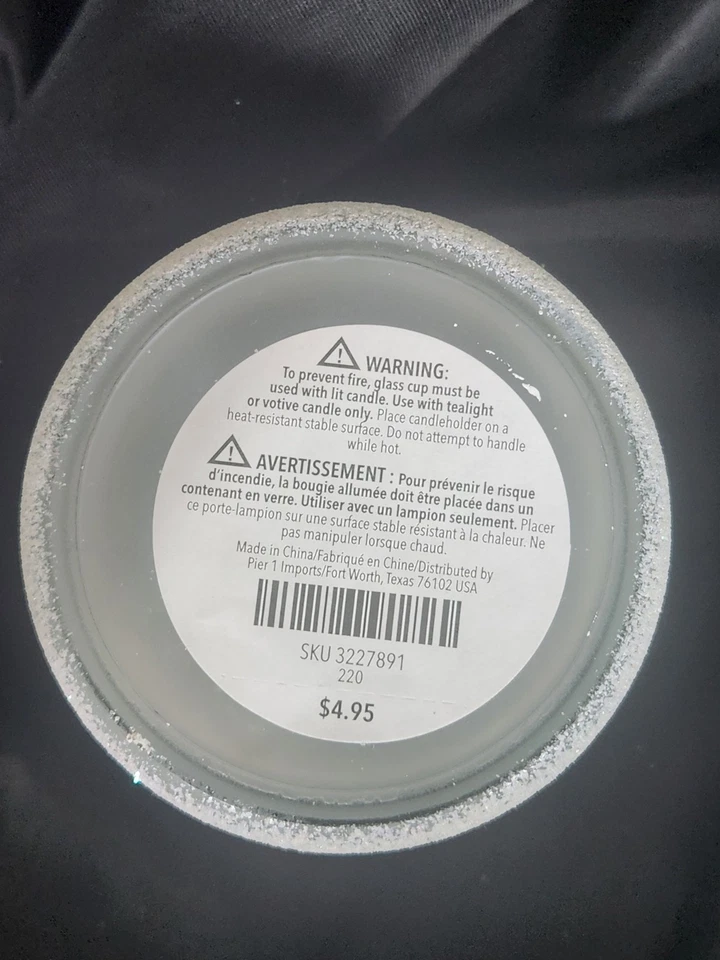 WARNING:
To prevent fire, glass cup must be
used with lit candle. Use with tealight
or votive candle only. Place candleholder on a
heat-resistant stable surface. Do not attempt to handle
while hot.
AVERTISSEMENT : Pour prévenir le risque
d'incendie, la bougie allumée doit être placée dans un
contenant en verre. Utiliser avec un lampion seulement. Placer
ce porte-lampion sur une surface stable résistant à la chaleur. Ne
pas manipuler lorsque chaud.
Made in China/Fabriqué en Chine/Distributed by
Pier 1 Imports/Fort Worth, Texas 76102 USA
SKU 3227891
220
$4.95